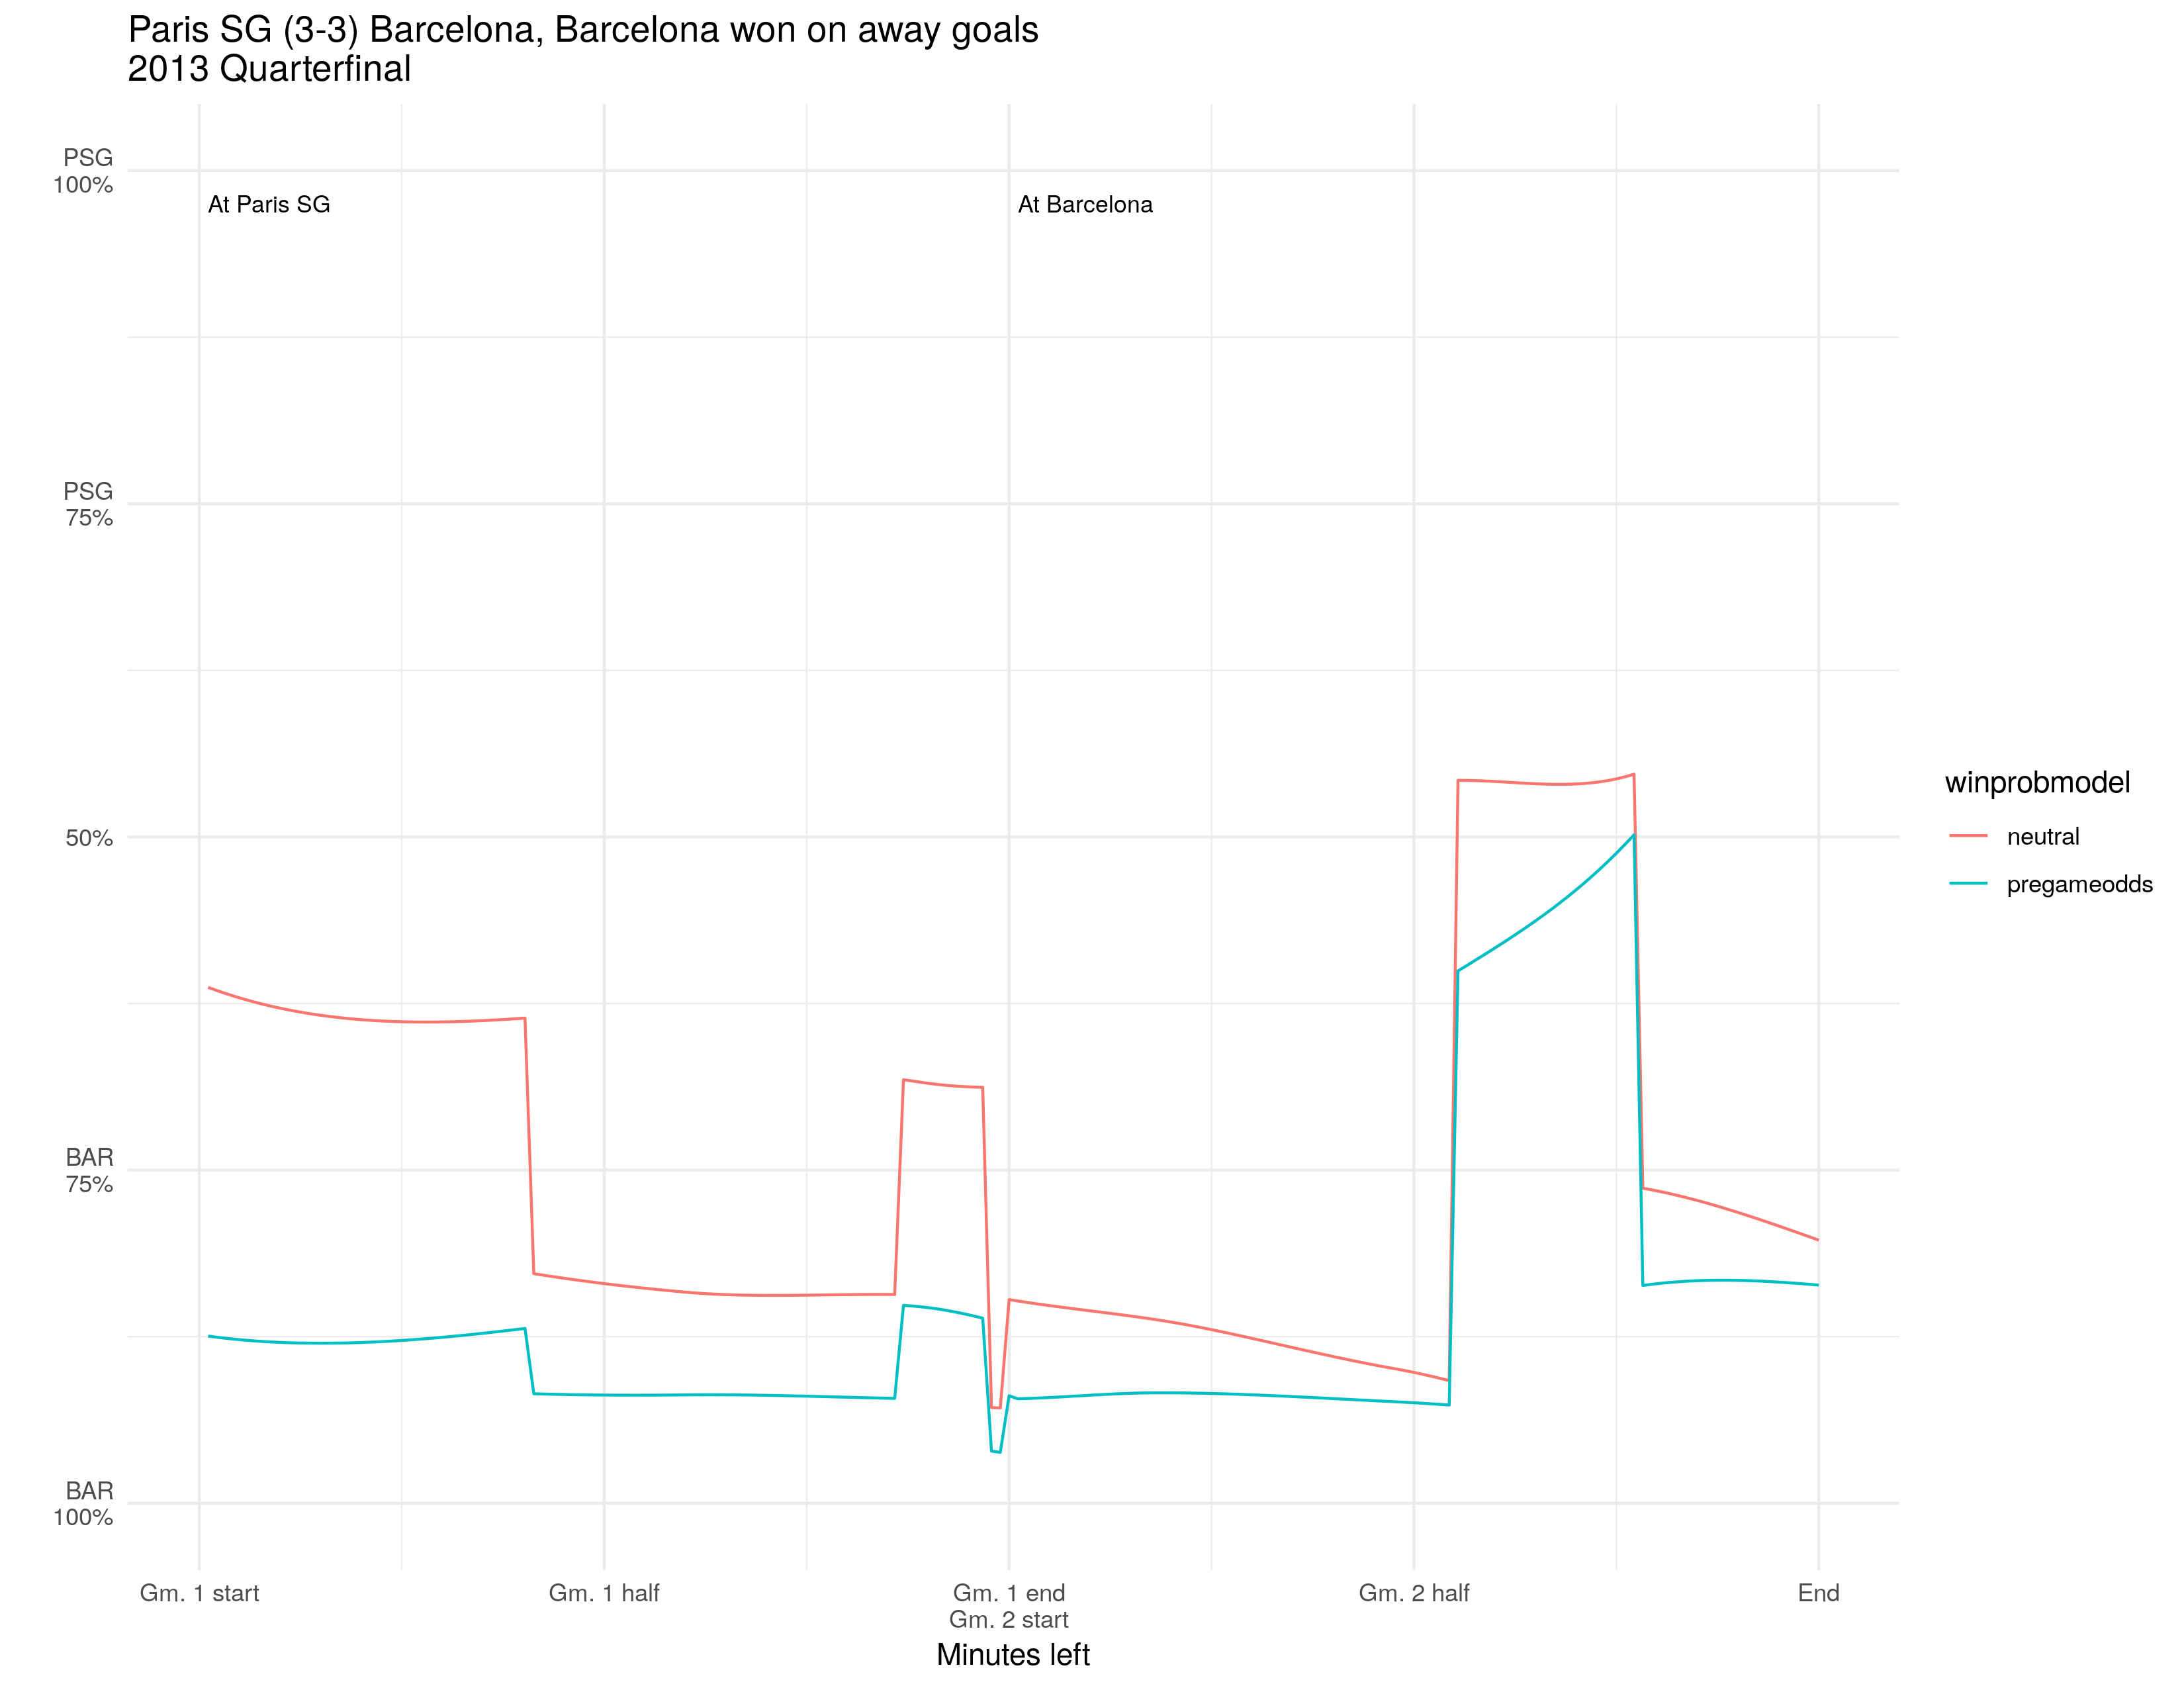 Paris SG (3-3) Barcelona, Barcelona won on away goals
2013 Quarterfinal
PSG
100%
At Paris SG
At Barcelona
PSG
75%
50%
BAR
75%
BAR
100%
winprobmodel
neutral
pregameodds
Gm. 1 start
Gm. 1 half
Gm. 1 end
Gm. 2 start
Gm. 2 half
End
Minutes left